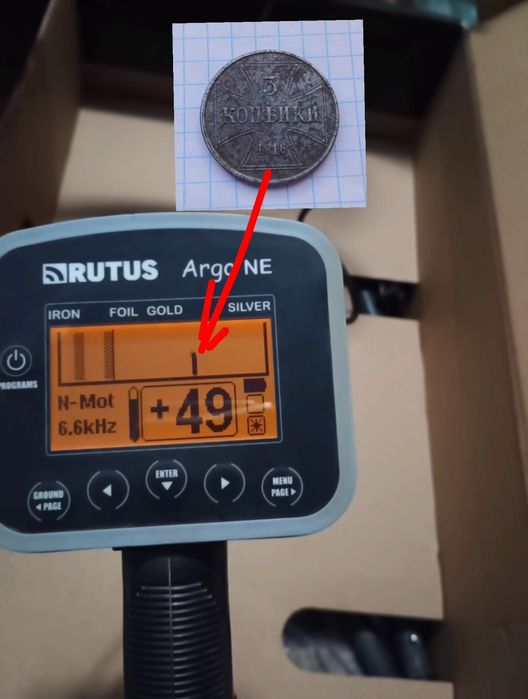 3
КОПѢЙКИ
1916
RUTUS Argo NE
IRON FOIL GOLD SILVER
PROGRAMS
N-Mot
6.6kHz
+49
GROUND
◄ PAGE
ENTER
MENU
PAGE ►